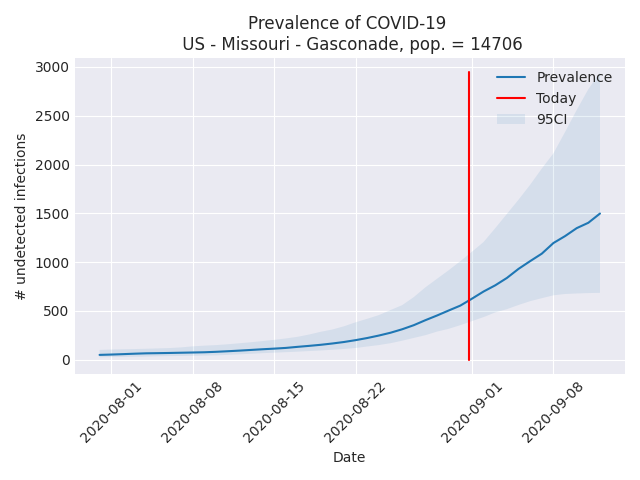 Prevalence of COVID-19
US - Missouri - Gasconade, pop. = 14706
3000
2500
2000
1500
1000
500
0
# undetected infections
Prevalence
Today
95CI
2020-08-01
2020-08-08
2020-08-15
2020-08-22
2020-09-01
2020-09-08
Date